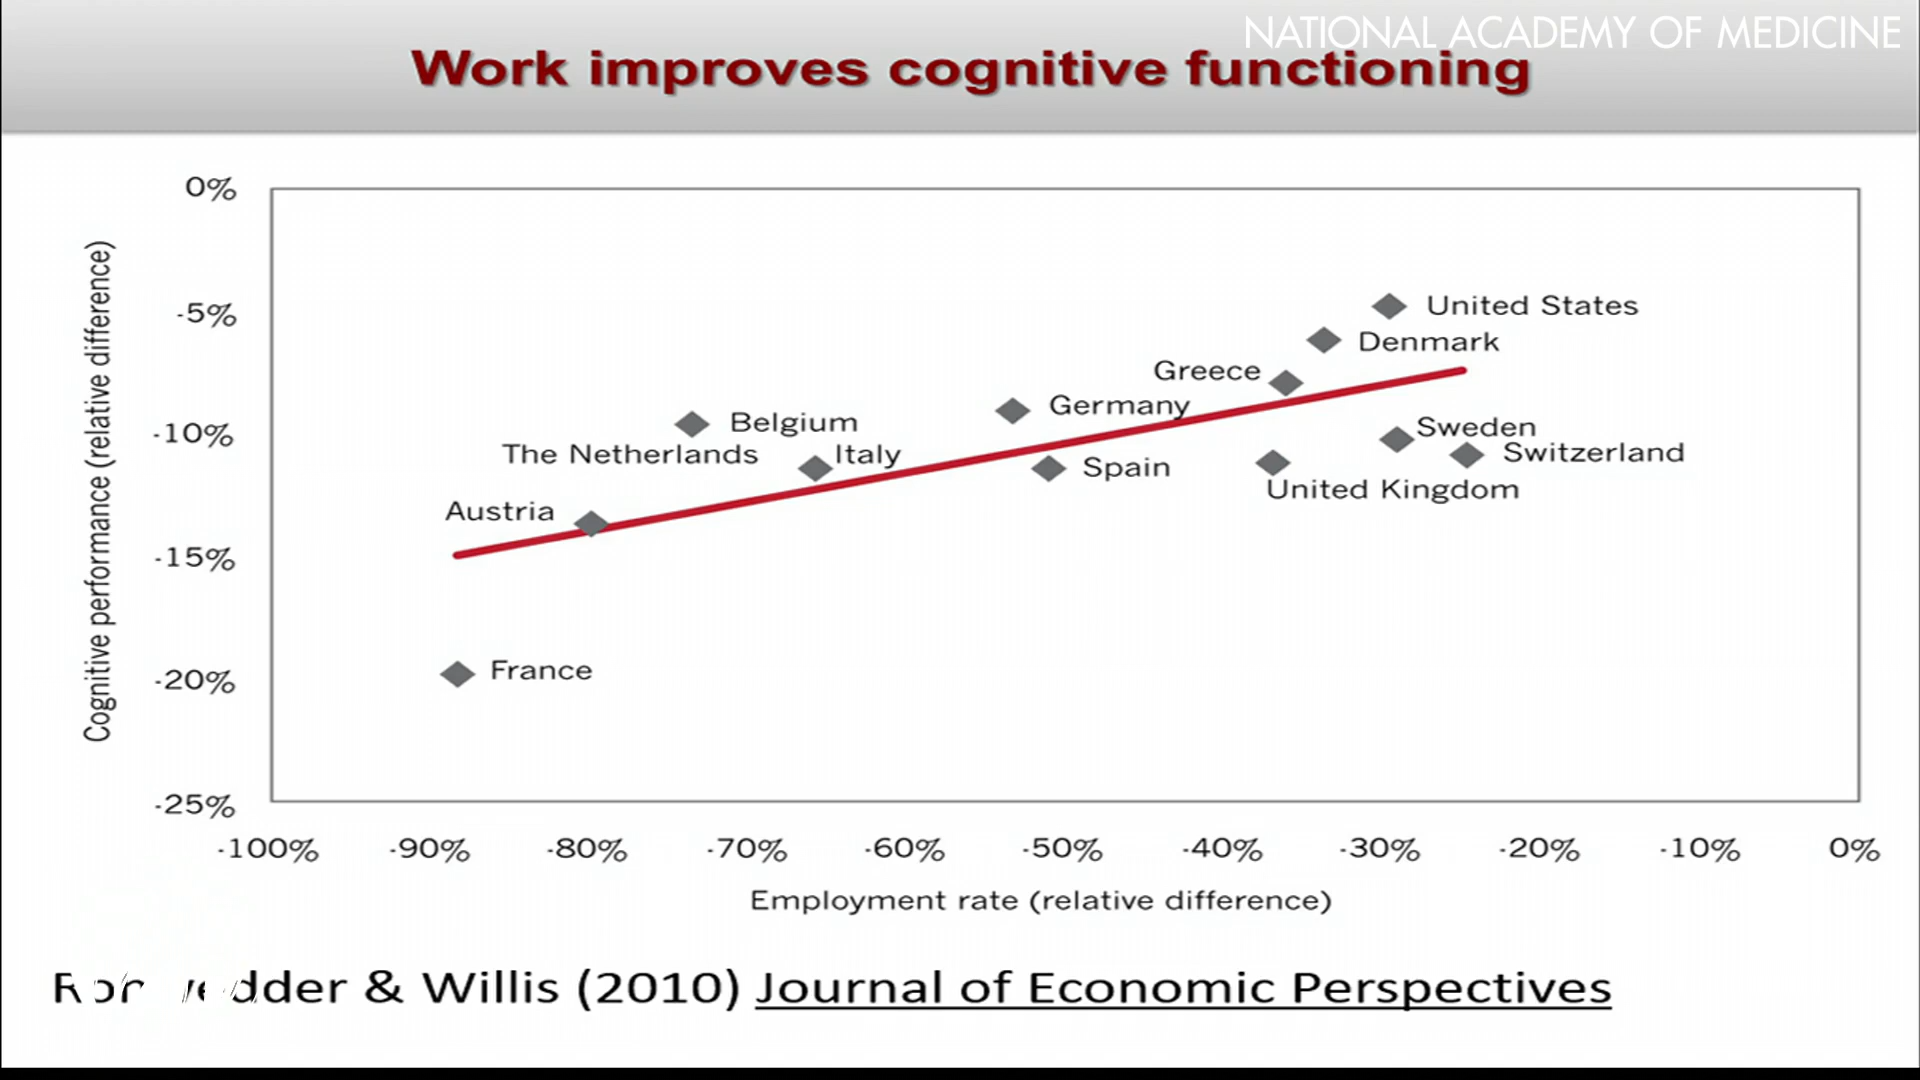 NATIONAL ACADEMY OF MEDICINE
Work improves cognitive functioning
Cognitive performance (relative difference)
0%
-5%
-10%
-15%
-20%
-25%
United States
Denmark
Greece
Germany
Belgium
Sweden
The Netherlands
Italy
Switzerland
Spain
United Kingdom
Austria
France
-100% -90% -80% -70% -60% -50% -40% -30% -20% -10% 0%
Employment rate (relative difference)
& Willis (2010) Journal of Economic Perspectives